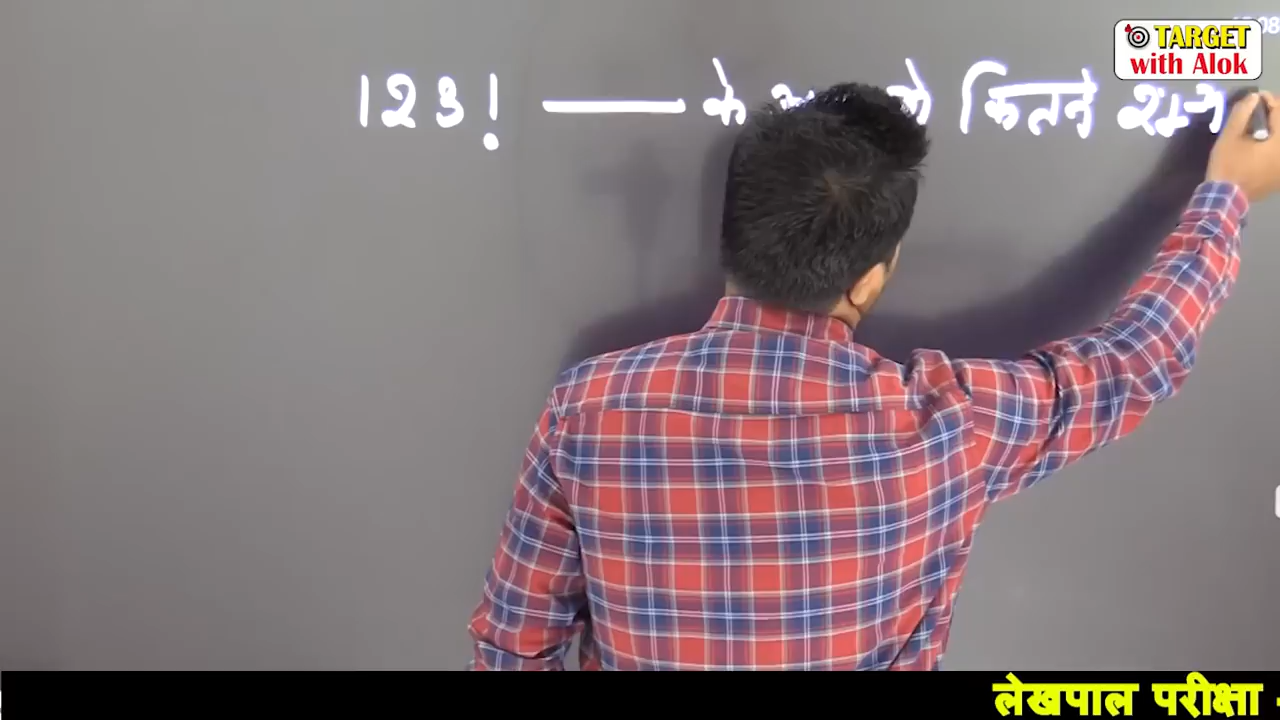 123! — के को कितने शून्य
TARGET
with Alok
लेखपाल परीक्षा